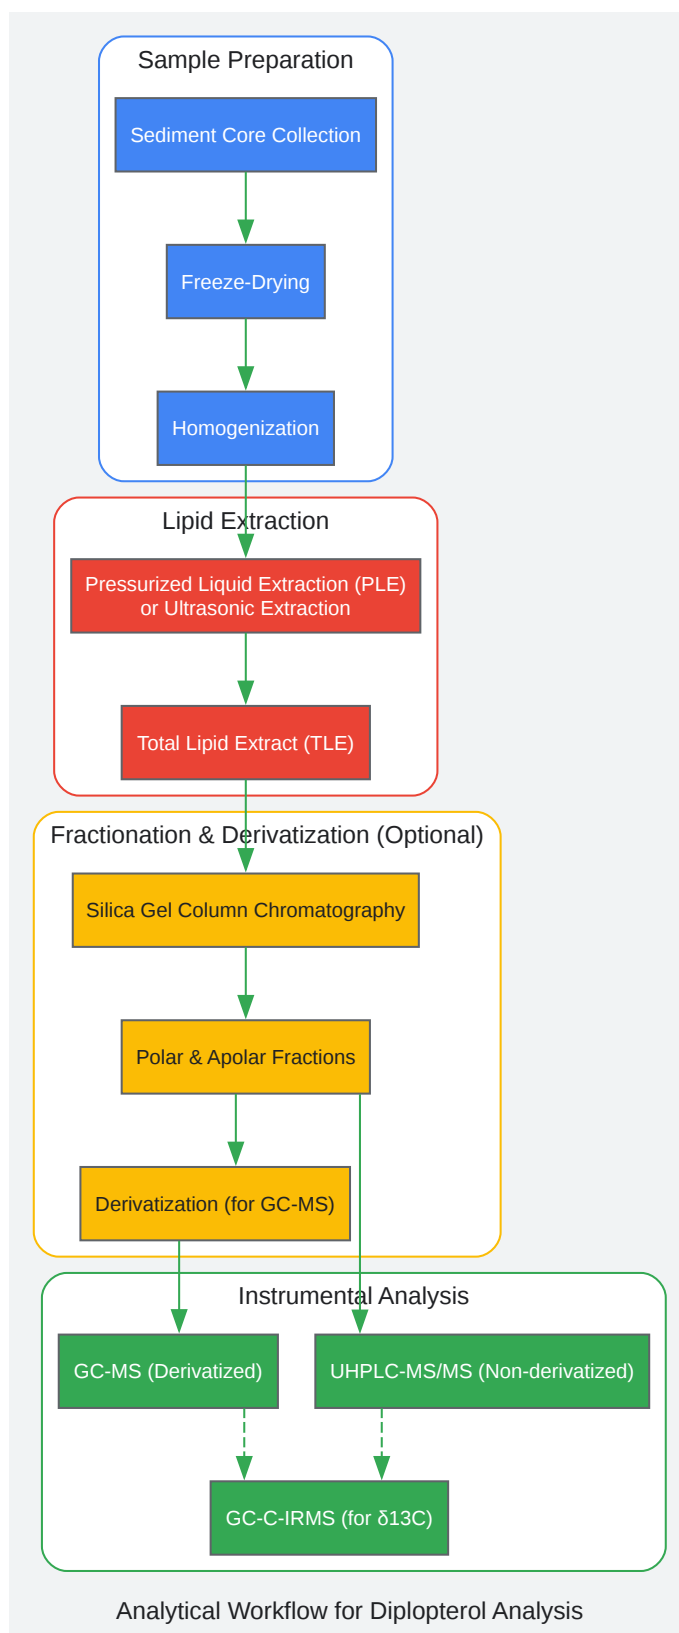 Sample Preparation
Sediment Core Collection
Freeze-Drying
Homogenization
Lipid Extraction
Pressurized Liquid Extraction (PLE)
or Ultrasonic Extraction
Total Lipid Extract (TLE)
Fractionation & Derivatization (Optional)
Silica Gel Column Chromatography
Polar & Apolar Fractions
Derivatization (for GC-MS)
Instrumental Analysis
GC-MS (Derivatized)
UHPLC-MS/MS (Non-derivatized)
GC-C-IRMS (for δ13C)
Analytical Workflow for Diplopterol Analysis